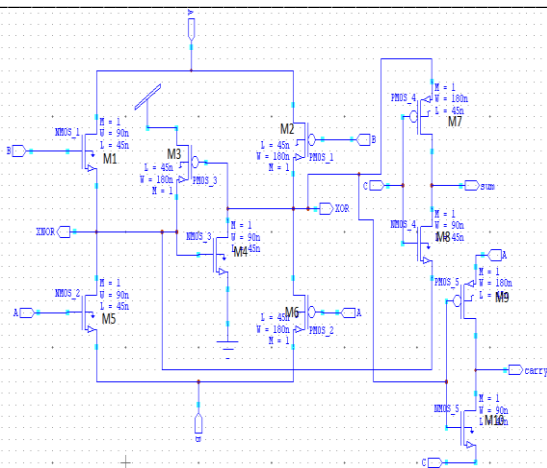 A
M = 1
W = 90n
L = 45n
NMOS_1
B
M1
M3
L = 45n
W = 180n
M = 1
PMOS_3
M2
M = 1
W = 180n
L = 45n
PMOS_1
B
PMOS_4
M = 1
W = 180n
L = 45n
M7
C
sum
XNOR
XOR
NMOS_3
M = 1
W = 90n
L = 45n
M4
NMOS_4
M = 1
W = 90n
L = 45n
M8
NMOS_2
M = 1
W = 90n
L = 45n
A
M5
M6
L = 45n
W = 180n
M = 1
PMOS_2
A
A
PMOS_5
M = 1
W = 180n
M9
carry
B
NMOS_5
M = 1
W = 90n
M10
C